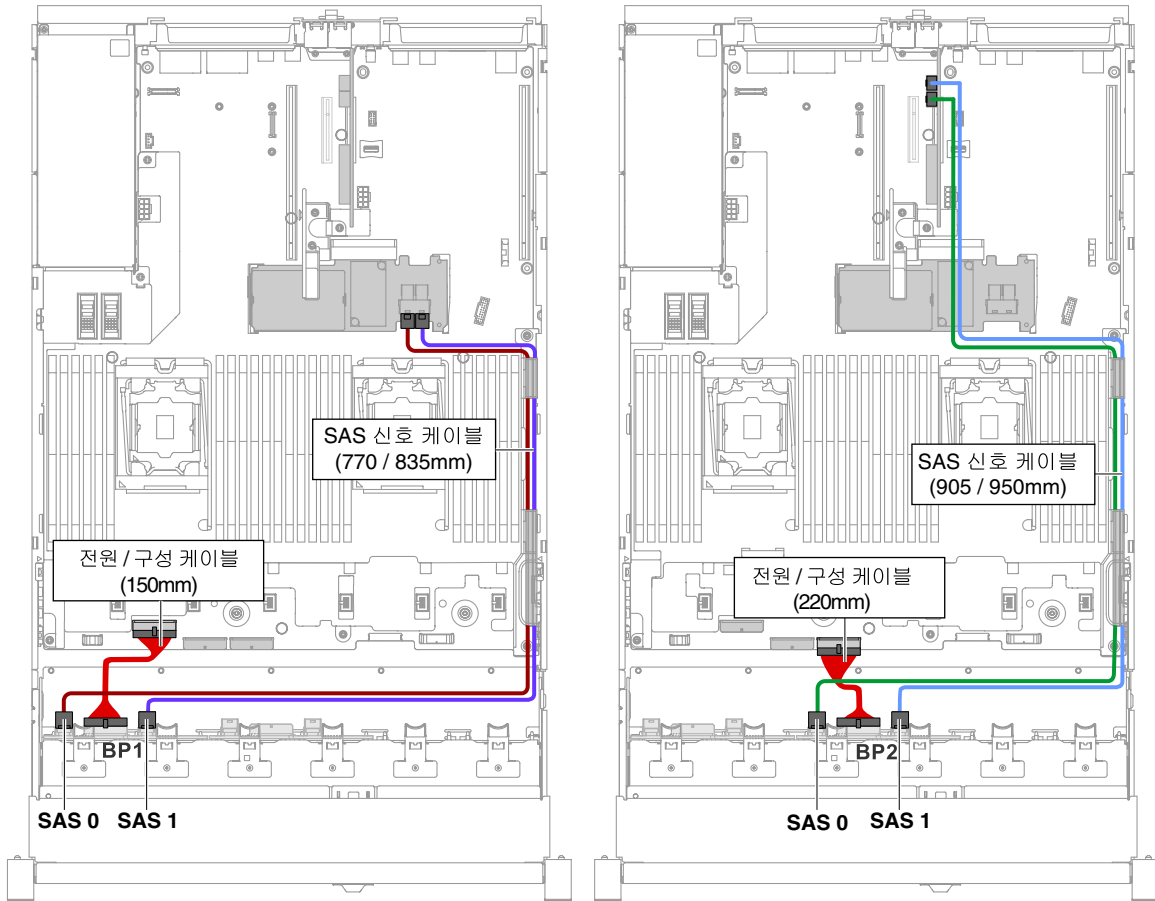 SAS 신호 케이블
(770 / 835mm)
전원 / 구성 케이블
(150mm)
BP1
SAS 0
SAS 1
SAS 신호 케이블
(905 / 950mm)
전원 / 구성 케이블
(220mm)
BP2
SAS 0
SAS 1